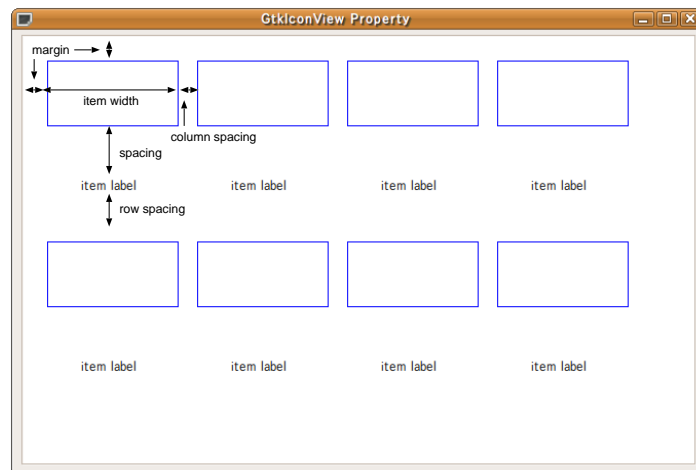 GtkIconView Property
margin
item width
column spacing
spacing
item label item label item label item label
row spacing
item label item label item label item label